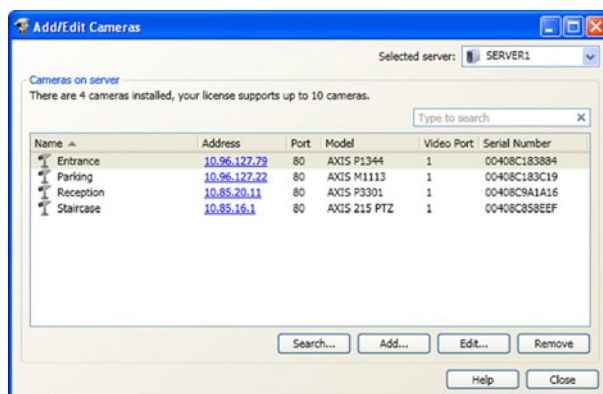 Add/Edit Cameras
Selected server: SERVER1
Cameras on server
There are 4 cameras installed, your license supports up to 10 cameras.
Type to search
Name Address Port Model Video Port Serial Number
Entrance 10.96.127.79 80 AXIS P1344 1 00408C183884
Parking 10.96.127.22 80 AXIS M1113 1 00408C183C19
Reception 10.85.20.11 80 AXIS P3301 1 00408C9A1A16
Staircase 10.85.16.1 80 AXIS 215 PTZ 1 00408C858EEF
Search... Add... Edit... Remove
Help Close